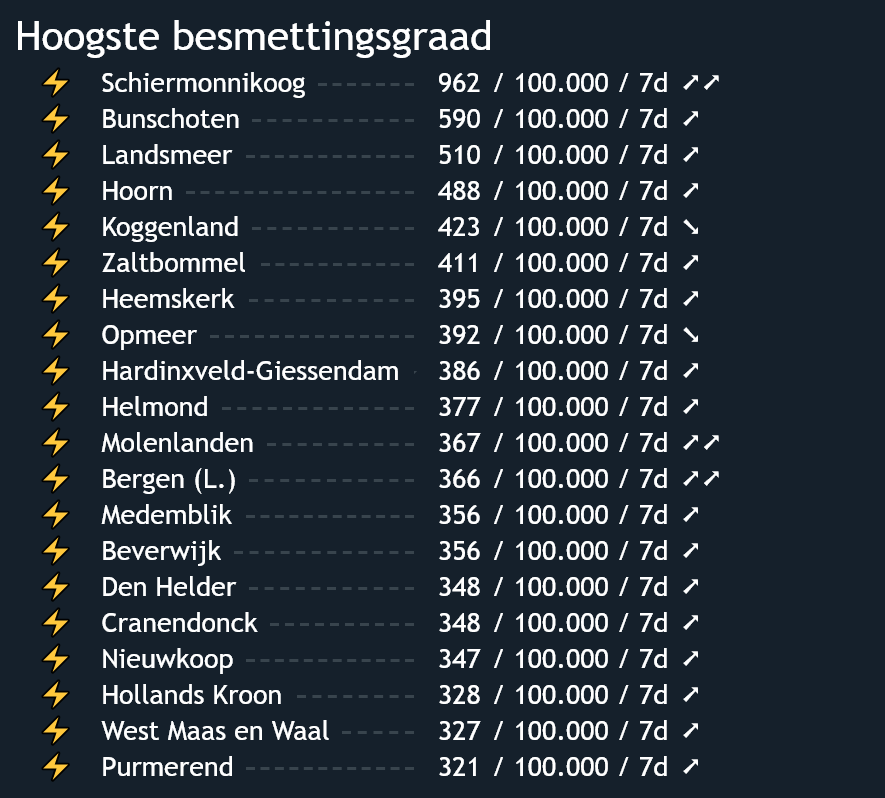 Hoogste besmettingsgraad
⚡ Schiermonnikoog ------- 962 / 100.000 / 7d ➚➚
⚡ Bunschoten ----------- 590 / 100.000 / 7d ➚
⚡ Landsmeer ----------- 510 / 100.000 / 7d ➚
⚡ Hoorn --------------- 488 / 100.000 / 7d ➚
⚡ Koggenland ----------- 423 / 100.000 / 7d ➘
⚡ Zaltbommel ---------- 411 / 100.000 / 7d ➚
⚡ Heemskerk ----------- 395 / 100.000 / 7d ➚
⚡ Opmeer ------------- 392 / 100.000 / 7d ➘
⚡ Hardinxveld-Giessendam - 386 / 100.000 / 7d ➚
⚡ Helmond ------------- 377 / 100.000 / 7d ➚
⚡ Molenlanden ---------- 367 / 100.000 / 7d ➚➚
⚡ Bergen (L.) ----------- 366 / 100.000 / 7d ➚➚
⚡ Medemblik ----------- 356 / 100.000 / 7d ➚
⚡ Beverwijk ------------ 356 / 100.000 / 7d ➚
⚡ Den Helder ----------- 348 / 100.000 / 7d ➚
⚡ Cranendonck ---------- 348 / 100.000 / 7d ➚
⚡ Nieuwkoop ----------- 347 / 100.000 / 7d ➚
⚡ Hollands Kroon -------- 328 / 100.000 / 7d ➚
⚡ West Maas en Waal ----- 327 / 100.000 / 7d ➚
⚡ Purmerend ----------- 321 / 100.000 / 7d ➚